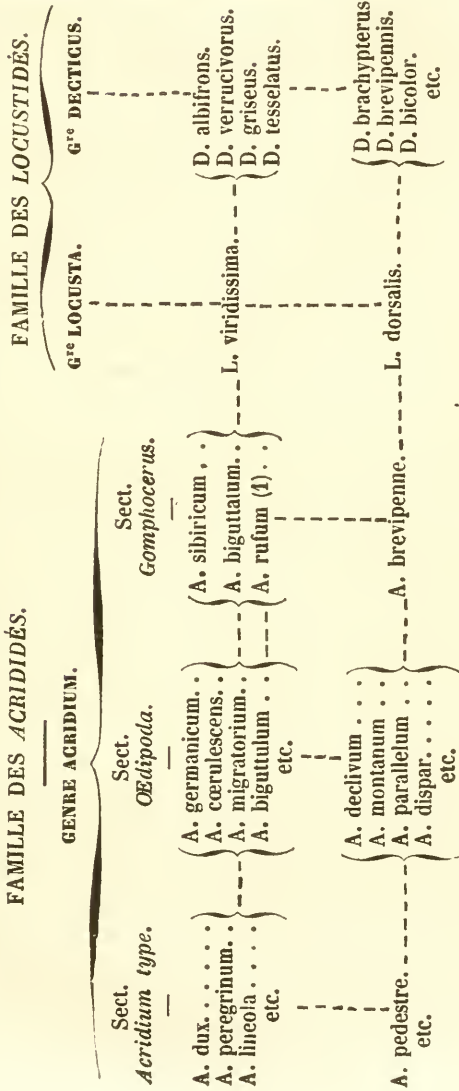 FAMILLE DES ACRIDIDÉS.
GENRE ACRIDIUM.
Sect.
Acridium type.
A. dux......
A. peregrinum..
A. lineola....
etc.
A. pedestre.
etc.
Sect.
OEdipoda.
A. germanicum..
A. cœrulescens..
A. migratorium..
A. biguttulum..
etc.
A. declivum...
A. montanum..
A. parallelum..
A. dispar.....
etc.
Sect.
Gomphocerus.
A. sibiricum..
A. biguttatum..
A. rufum (1)..
A. brevipenne.
FAMILLE DES LOCUSTIDÉS.
Gre LOCUSTA.
L. viridissima.
L. dorsalis.
Gre DECTICUS.
D. albifrons.
D. verrucivorus.
D. griseus.
D. tesselatus.
D. brachypterus
D. brevipennis.
D. bicolor.
etc.